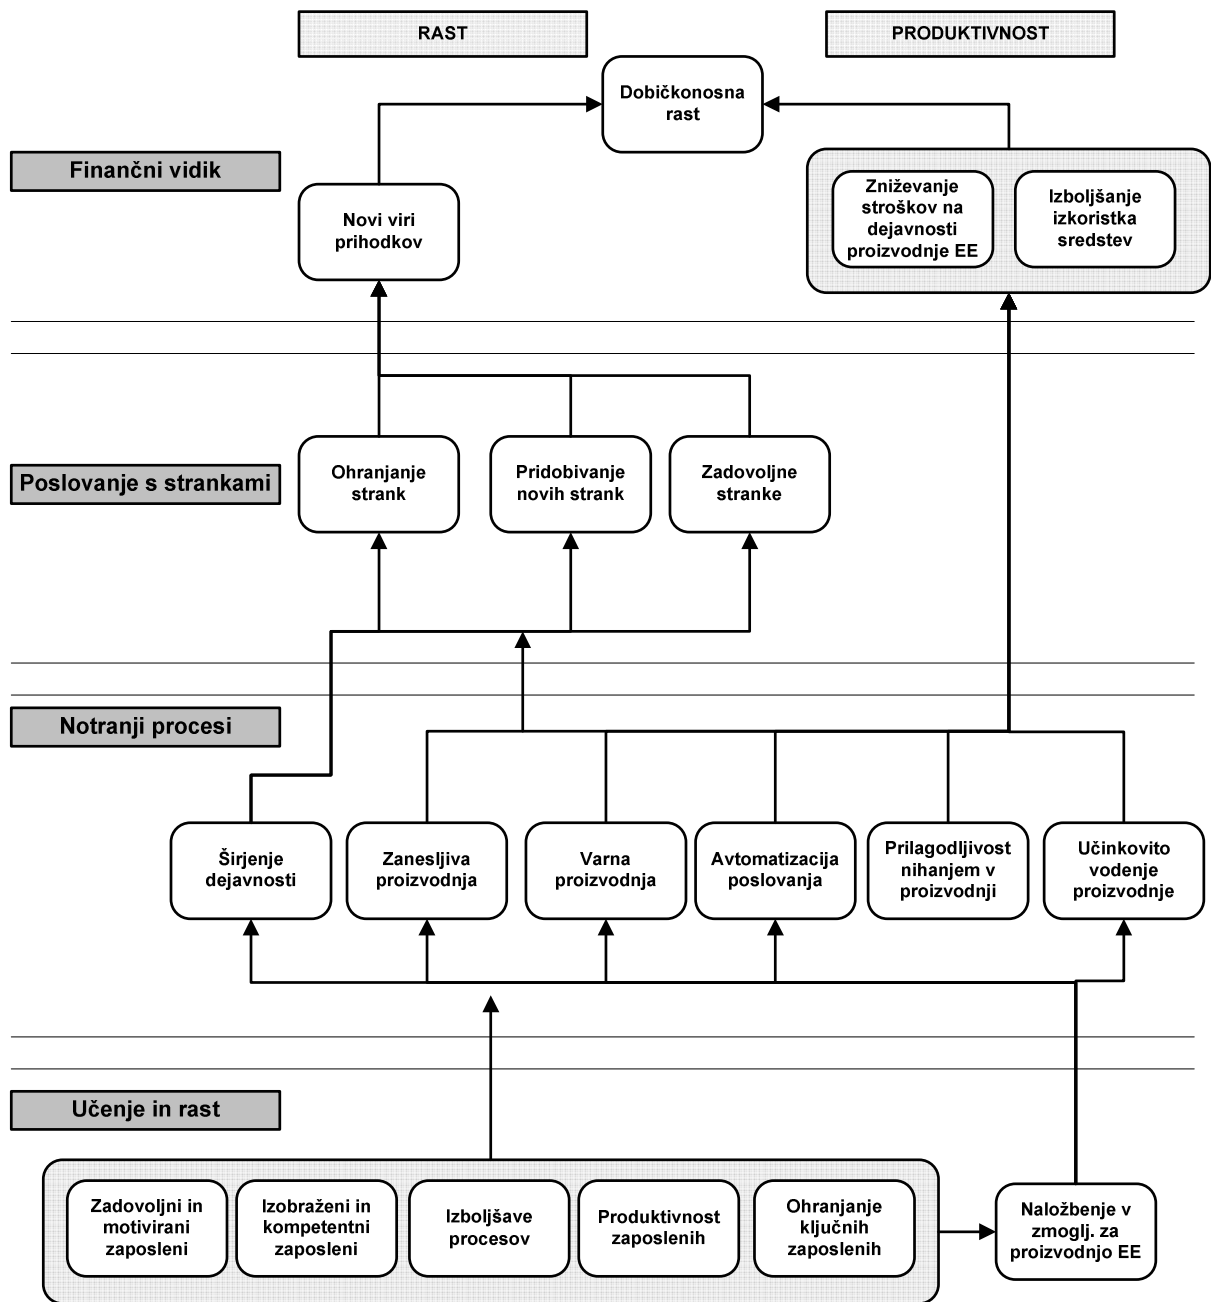 RAST
PRODUKTIVNOST
Dobičkonosna
rast
Finančni vidik
Novi viri
prihodkov
Zniževanje
stroškov na
dejavnosti
proizvodnje EE
Izboljšanje
izkoristka
sredstev
Poslovanje s strankami
Ohranjanje
strank
Pridobivanje
novih strank
Zadovoljne
stranke
Notranji procesi
Širjenje
dejavnosti
Zanesljiva
proizvodnja
Varna
proizvodnja
Avtomatizacija
poslovanja
Prilagodljivost
nihanjem v
proizvodnji
Učinkovito
vodenje
proizvodnje
Učenje in rast
Zadovoljni in
motivirani
zaposleni
Izobraženi in
kompetentni
zaposleni
Izboljšave
procesov
Produktivnost
zaposlenih
Ohranjanje
ključnih
zaposlenih
Naložbenje v
zmoglj. za
proizvodnjo EE